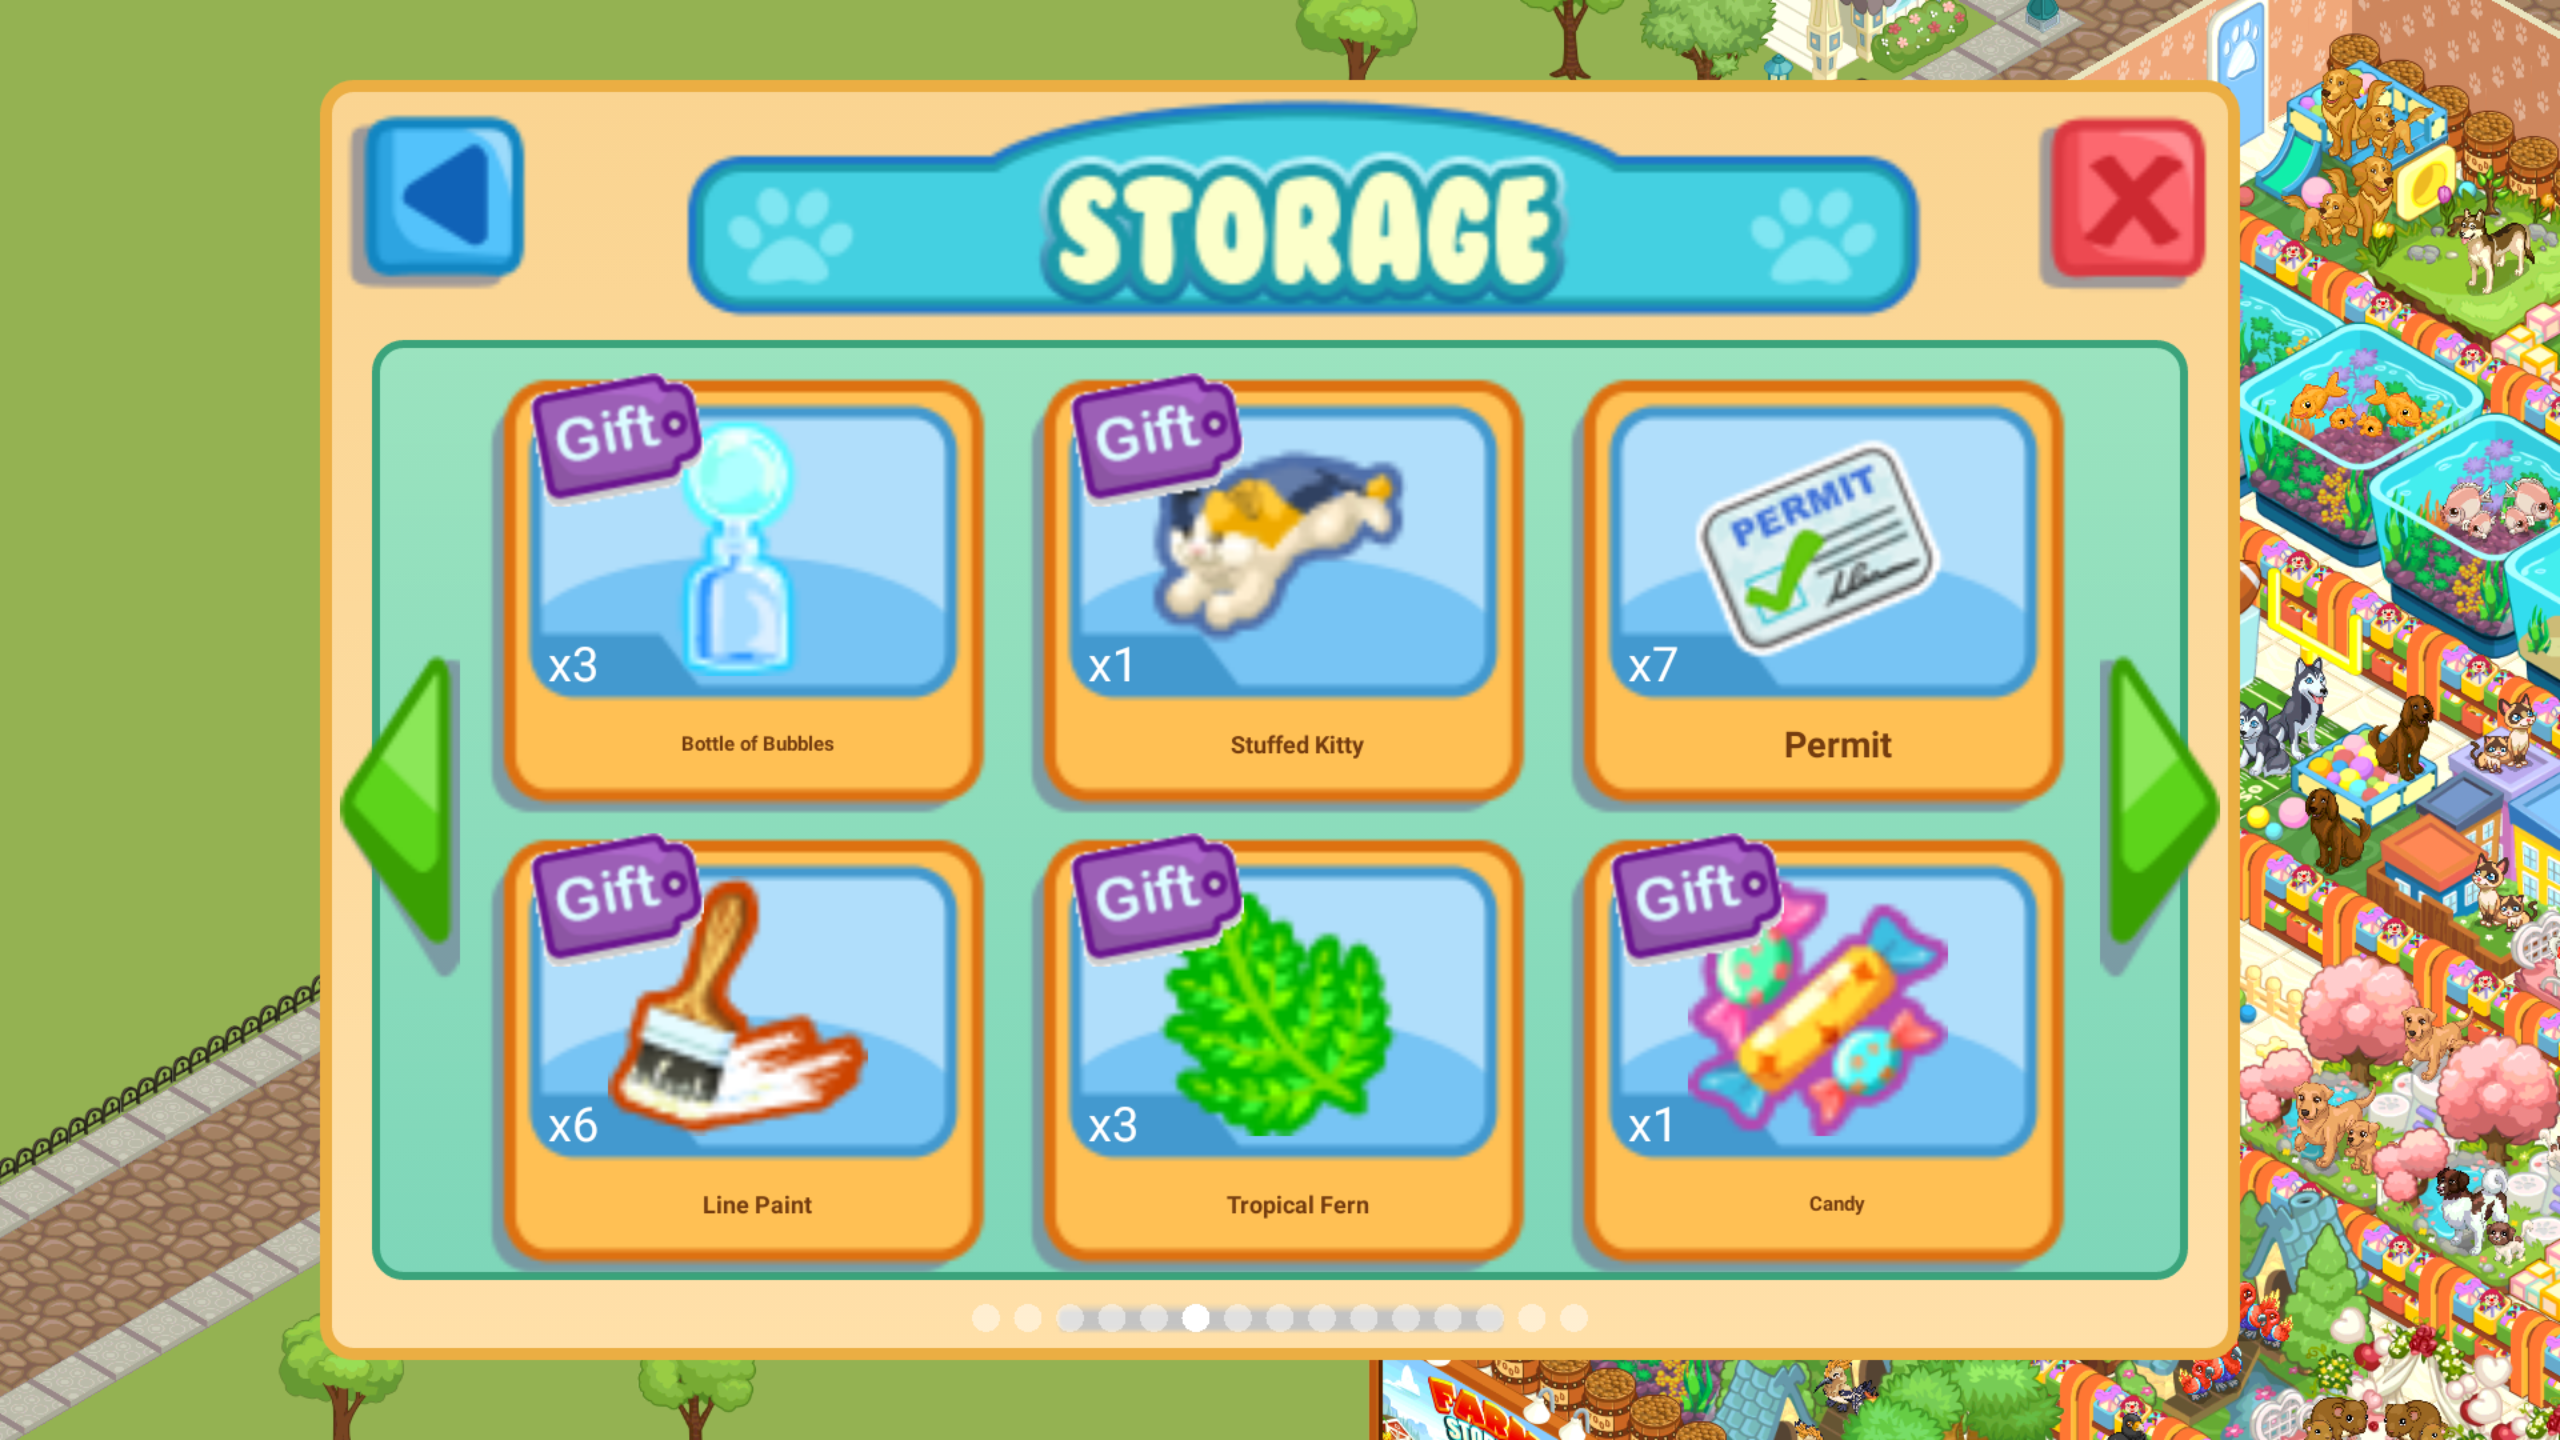 STORAGE
Gift
x3
Bottle of Bubbles
Gift
x1
Stuffed Kitty
PERMIT
x7
Permit
Gift
x6
Line Paint
Gift
x3
Tropical Fern
Gift
x1
Candy